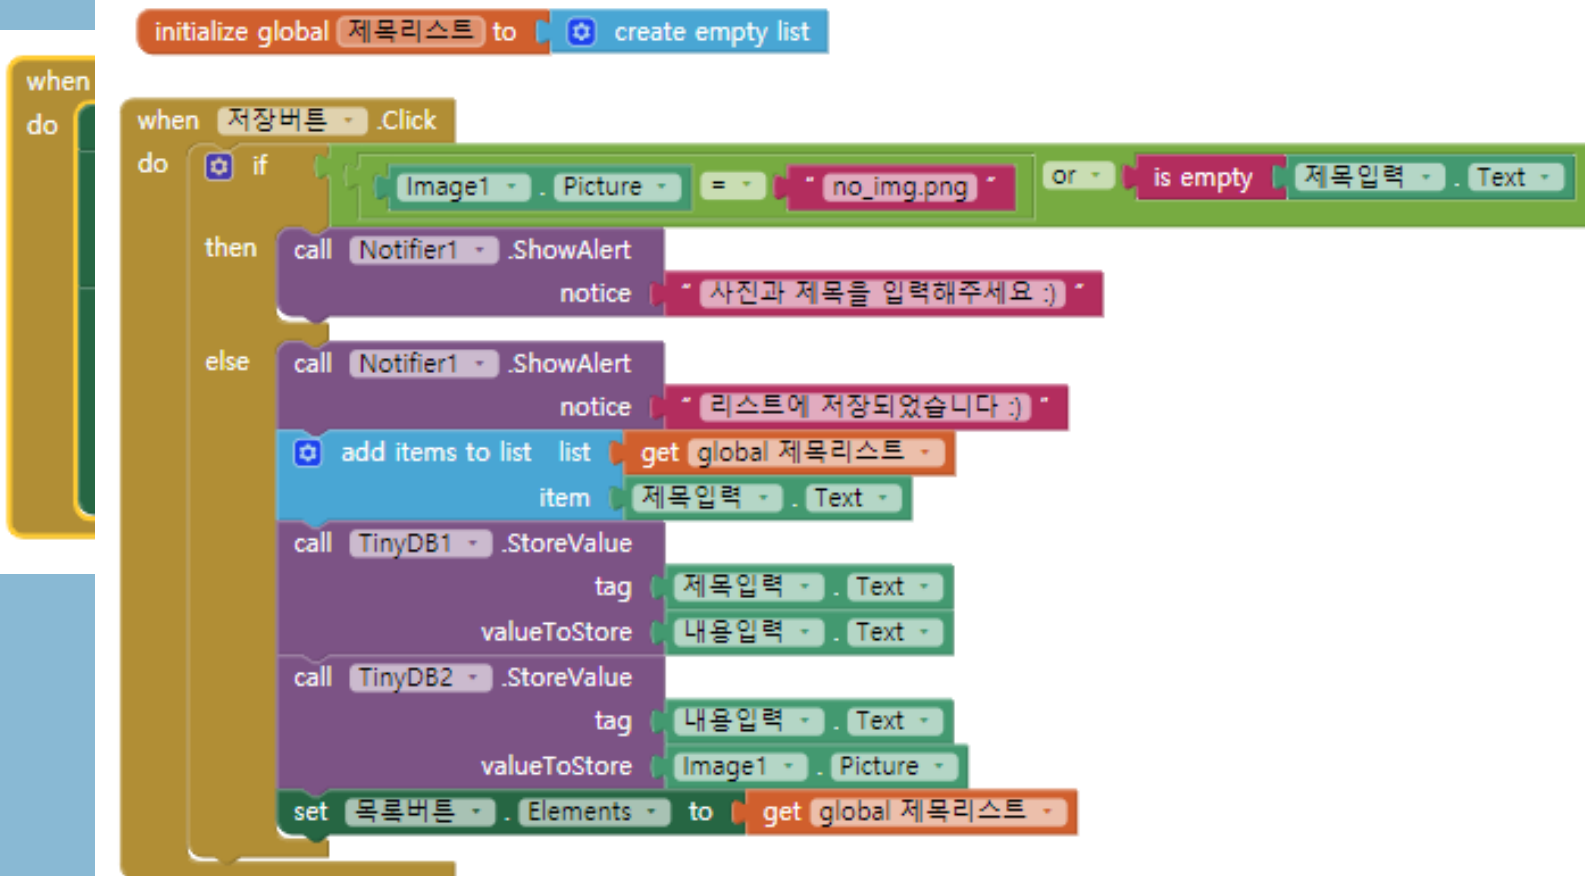 initialize global 제목리스트 to create empty list
when
do
when 저장버튼 .Click
do if Image1 . Picture = " no_img.png " or is empty 제목입력 . Text
then call Notifier1 .ShowAlert
notice " 사진과 제목을 입력해주세요 :) "
else call Notifier1 .ShowAlert
notice " 리스트에 저장되었습니다 :) "
add items to list list get global 제목리스트
item 제목입력 . Text
call TinyDB1 .StoreValue
tag 제목입력 . Text
valueToStore 내용입력 . Text
call TinyDB2 .StoreValue
tag 내용입력 . Text
valueToStore Image1 . Picture
set 목록버튼 . Elements to get global 제목리스트